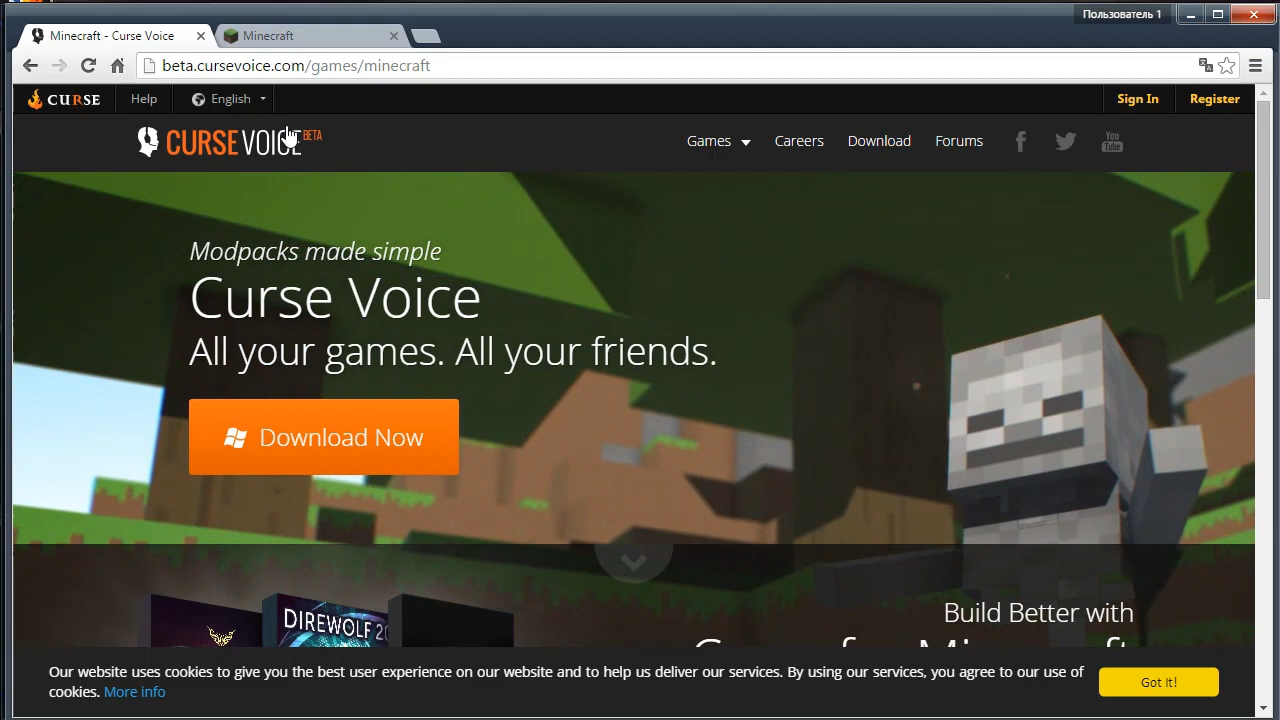 Пользователь 1
Minecraft - Curse Voice
Minecraft
beta.cursevoice.com/games/minecraft
CURSE
Help
English
Sign In
Register
CURSE VOICE BETA
Games
Careers
Download
Forums
You Tube
Modpacks made simple
Curse Voice
All your games. All your friends.
Download Now
DIREWOLF 20
Build Better with
Our website uses cookies to give you the best user experience on our website and to help us deliver our services. By using our services, you agree to our use of
cookies. More info
Got It!